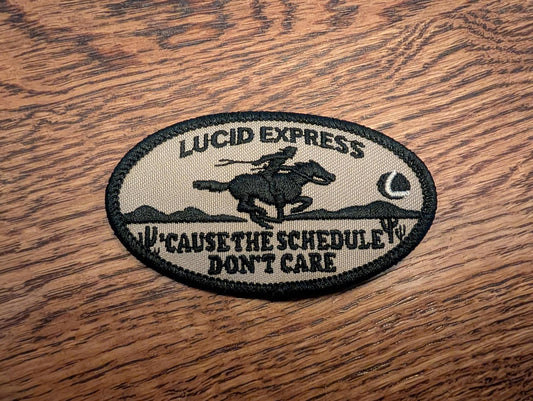 LUCID EXPRESS
'CAUSE THE SCHEDULE
DON'T CARE